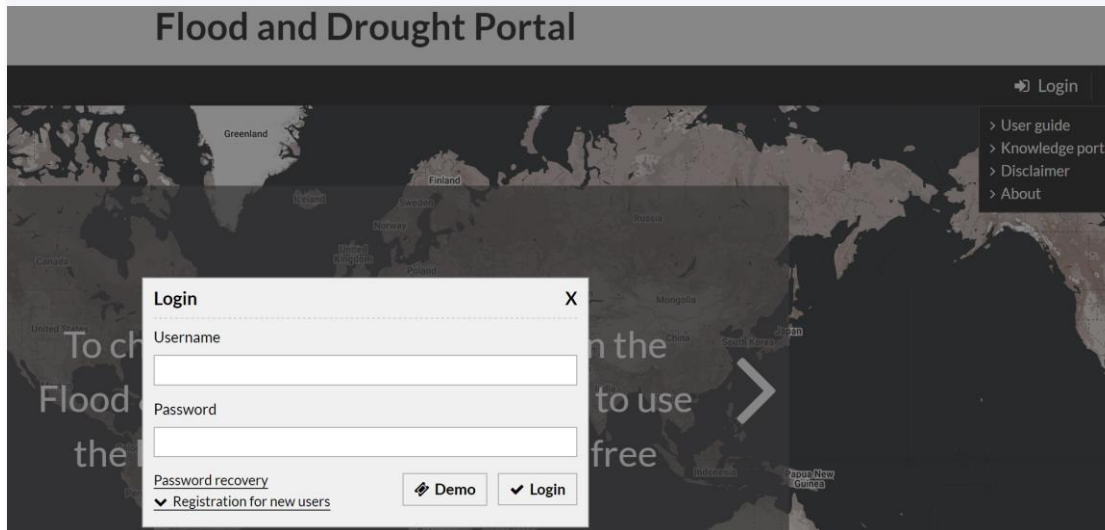 Flood and Drought Portal
Login
> User guide
> Knowledge port
> Disclaimer
> About
Greenland
Iceland
Finland
Sweden
Norway
Russia
United
Kingdom
Poland
Canada
United States
Mongolia
China
South Korea
Japan
Indonesia
Papua New
Guinea
To ch
n the
Flood
to use
the
free
Login X
Username
Password
Password recovery
Registration for new users
Demo
Login